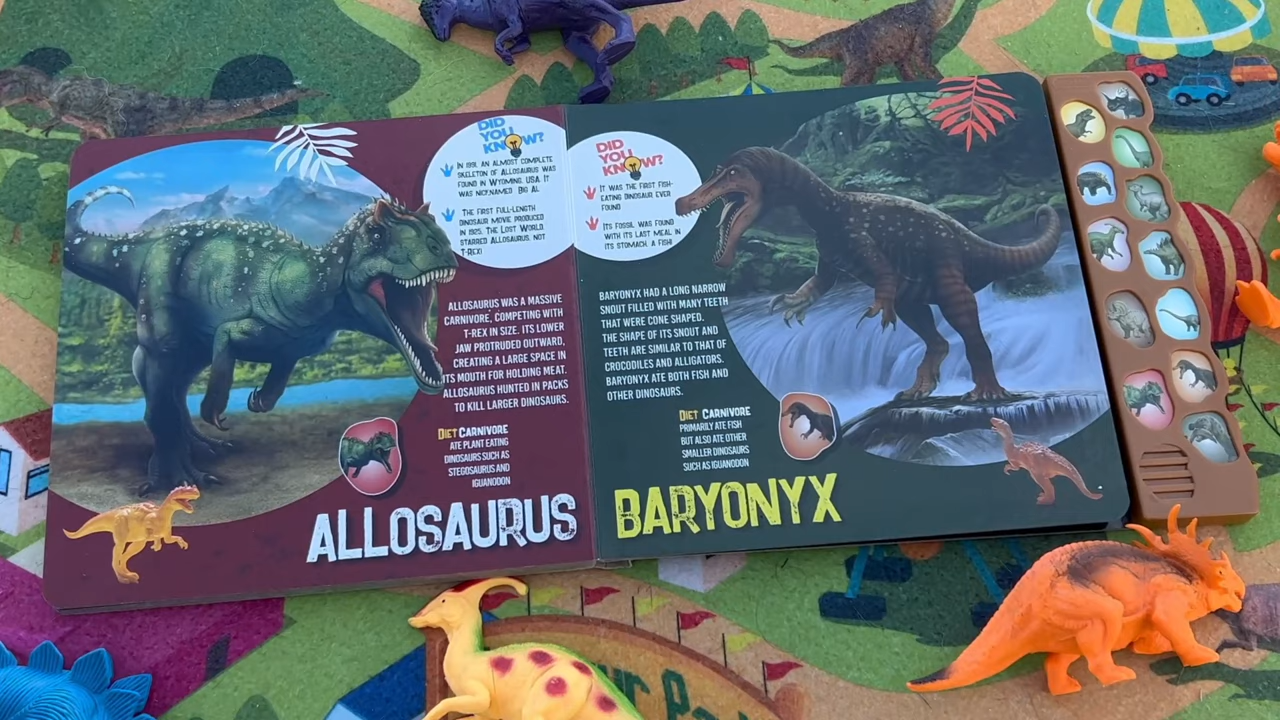 DID
YOU
KNOW?
IN 1991, AN ALMOST COMPLETE
SKELETON OF ALLOSAURUS WAS
FOUND IN WYOMING, USA. IT
WAS NICKNAMED BIG AL
THE FIRST FULL-LENGTH
DINOSAUR MOVIE PRODUCED
IN 1925, THE LOST WORLD,
STARRED ALLOSAURUS, NOT
T-REX!
ALLOSAURUS WAS A MASSIVE
CARNIVORE, COMPETING WITH
T-REX IN SIZE. ITS LOWER
JAW PROTRUDED OUTWARD,
CREATING A LARGE SPACE IN
ITS MOUTH FOR HOLDING MEAT.
ALLOSAURUS HUNTED IN PACKS
TO KILL LARGER DINOSAURS.
DIET CARNIVORE
ATE PLANT EATING
DINOSAURS SUCH AS
STEGOSAURUS AND
IGUANODON
ALLOSAURUS
DID
YOU
KNOW?
IT WAS THE FIRST FISH-
EATING DINOSAUR EVER
FOUND
ITS FOSSIL WAS FOUND
WITH ITS LAST MEAL IN
ITS STOMACH, A FISH!
BARYONYX HAD A LONG NARROW
SNOUT FILLED WITH MANY TEETH
THAT WERE CONE SHAPED.
THE SHAPE OF ITS SNOUT AND
TEETH ARE SIMILAR TO THAT OF
CROCODILES AND ALLIGATORS.
BARYONYX ATE BOTH FISH AND
OTHER DINOSAURS.
DIET CARNIVORE
PRIMARILY ATE FISH
BUT ALSO ATE OTHER
SMALLER DINOSAURS
SUCH AS IGUANODON
BARYONYX